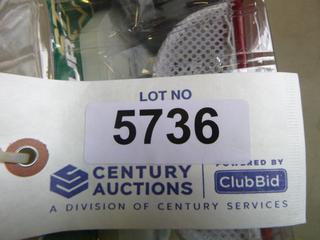 LOT NO
5736
CENTURY
AUCTIONS
POWERED BY
ClubBid
A DIVISION OF CENTURY SERVICES